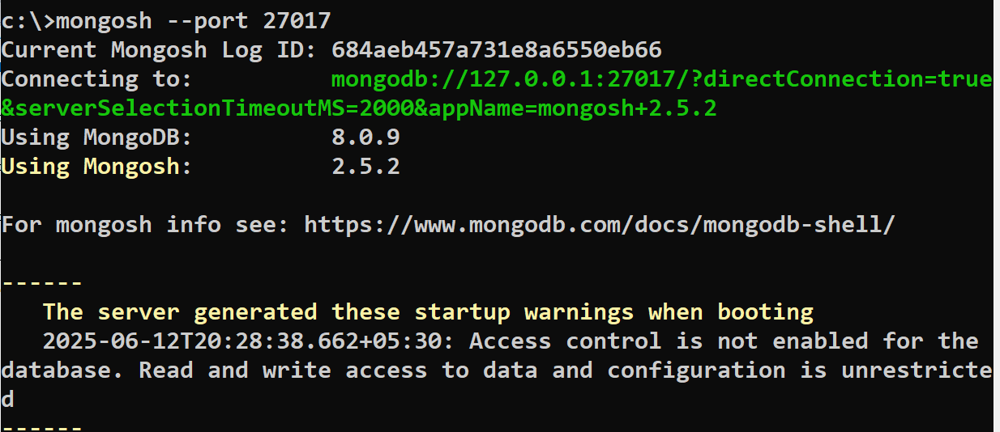 c:\>mongosh --port 27017
Current Mongosh Log ID: 684aeb457a731e8a6550eb66
Connecting to:          mongodb://127.0.0.1:27017/?directConnection=true
&serverSelectionTimeoutMS=2000&appName=mongosh+2.5.2
Using MongoDB:          8.0.9
Using Mongosh:          2.5.2
For mongosh info see: https://www.mongodb.com/docs/mongodb-shell/
------
   The server generated these startup warnings when booting
   2025-06-12T20:28:38.662+05:30: Access control is not enabled for the
database. Read and write access to data and configuration is unrestricte
d
------